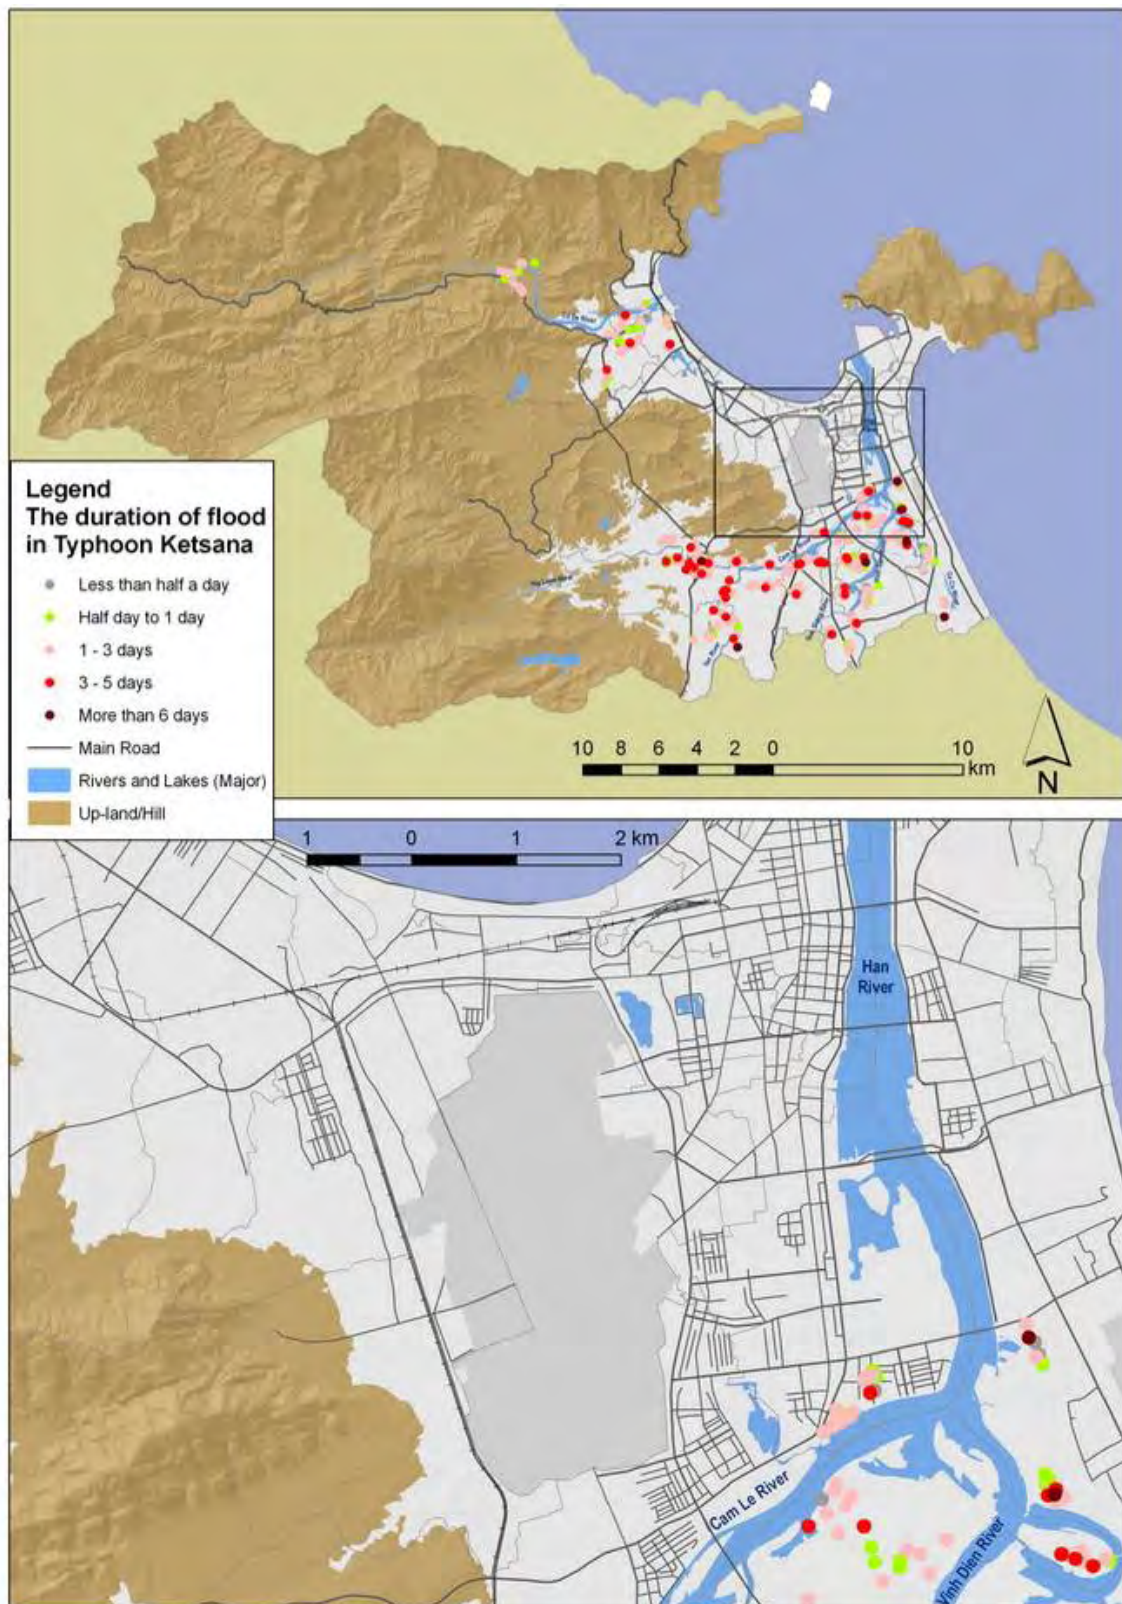 Legend
The duration of flood
in Typhoon Ketsana
Less than half a day
Half day to 1 day
1 - 3 days
3 - 5 days
More than 6 days
Main Road
Rivers and Lakes (Major)
Up-land/Hill
10 8 6 4 2 0 10
km
N
1 0 1 2 km
Han
River
Cam Le River
Vinh Dien River